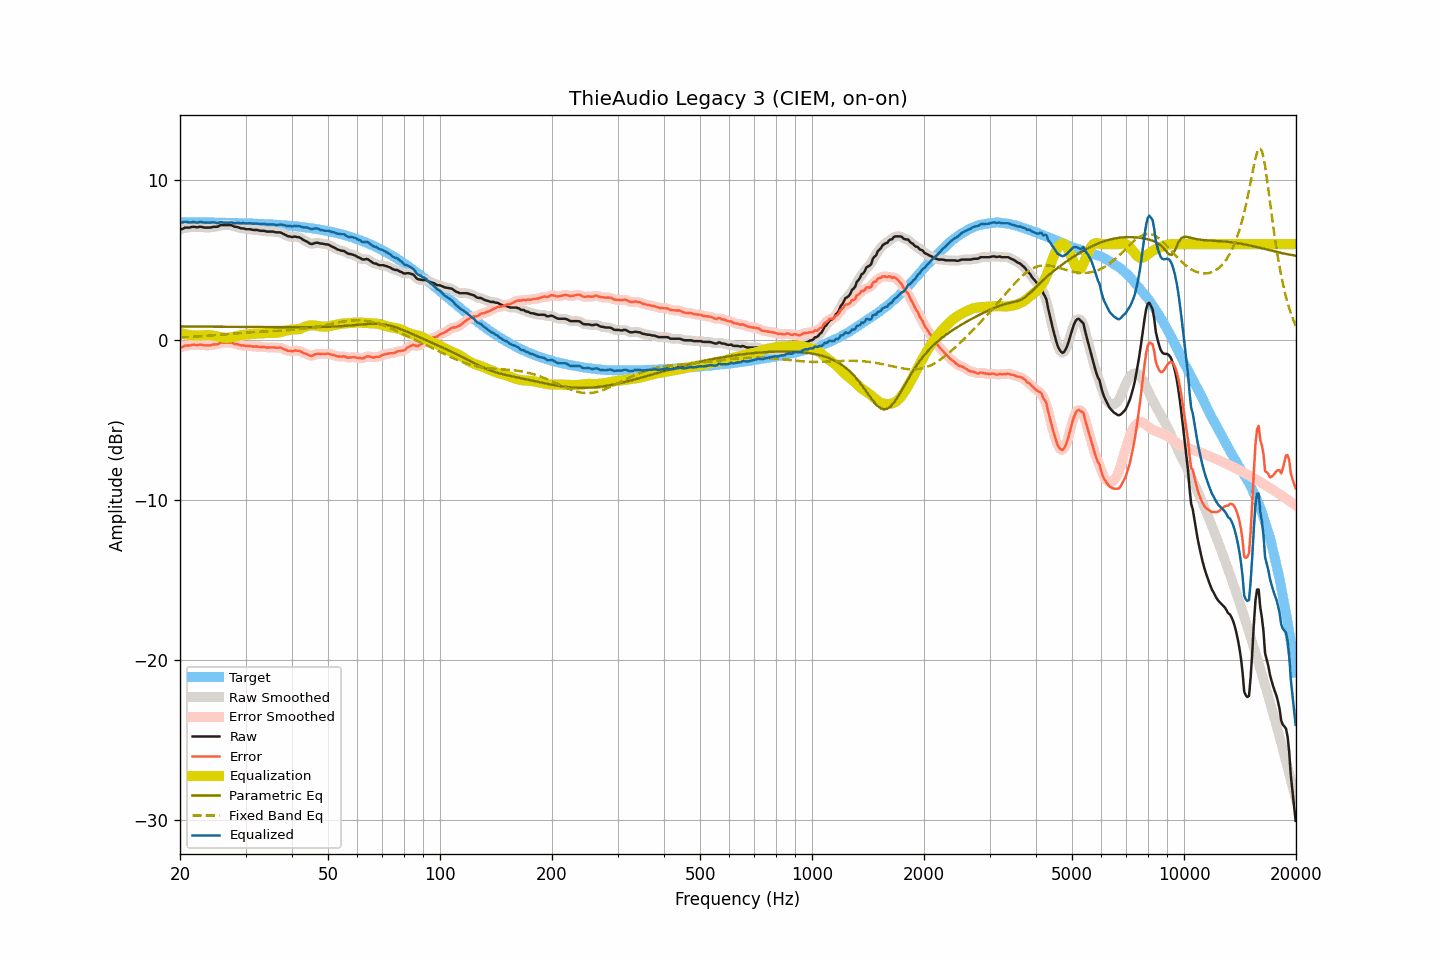 ThieAudio Legacy 3 (CIEM, on-on)
Amplitude (dBr)
10
0
−10
−20
−30
Target
Raw Smoothed
Error Smoothed
Raw
Error
Equalization
Parametric Eq
Fixed Band Eq
Equalized
20 50 100 200 500 1000 2000 5000 10000 20000
Frequency (Hz)